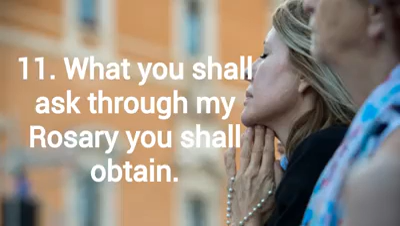 11. What you shall
ask through my
Rosary you shall
obtain.